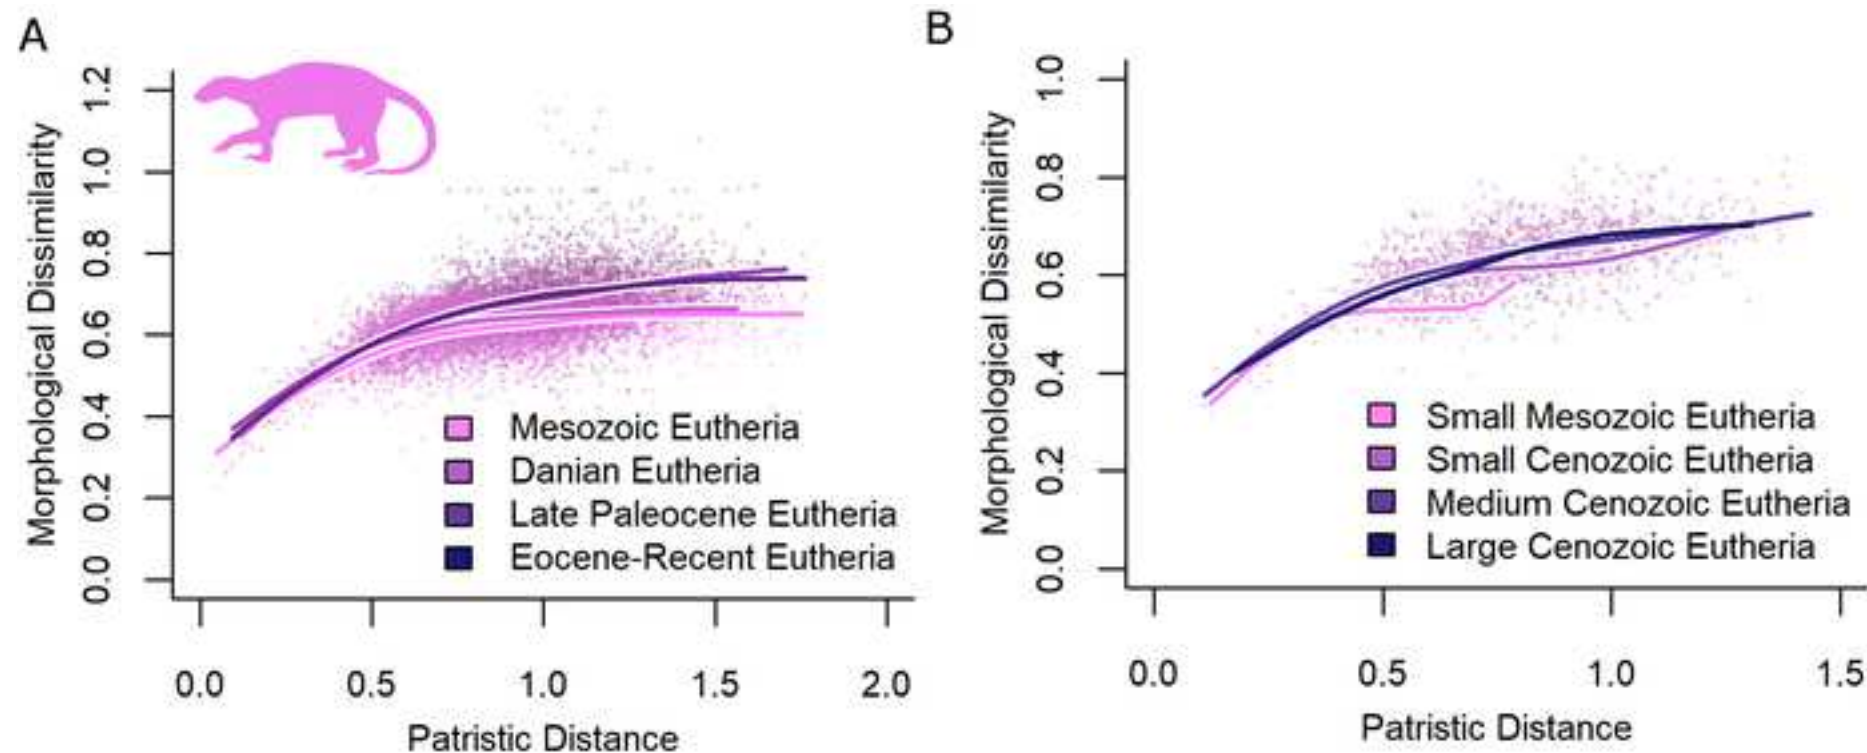 A
Morphological Dissimilarity
1.2
1.0
0.8
0.6
0.4
0.2
0.0
Mesozoic Eutheria
Danian Eutheria
Late Paleocene Eutheria
Eocene-Recent Eutheria
0.0 0.5 1.0 1.5 2.0
Patristic Distance
B
Morphological Dissimilarity
1.0
0.8
0.6
0.4
0.2
0.0
Small Mesozoic Eutheria
Small Cenozoic Eutheria
Medium Cenozoic Eutheria
Large Cenozoic Eutheria
0.0 0.5 1.0 1.5
Patristic Distance